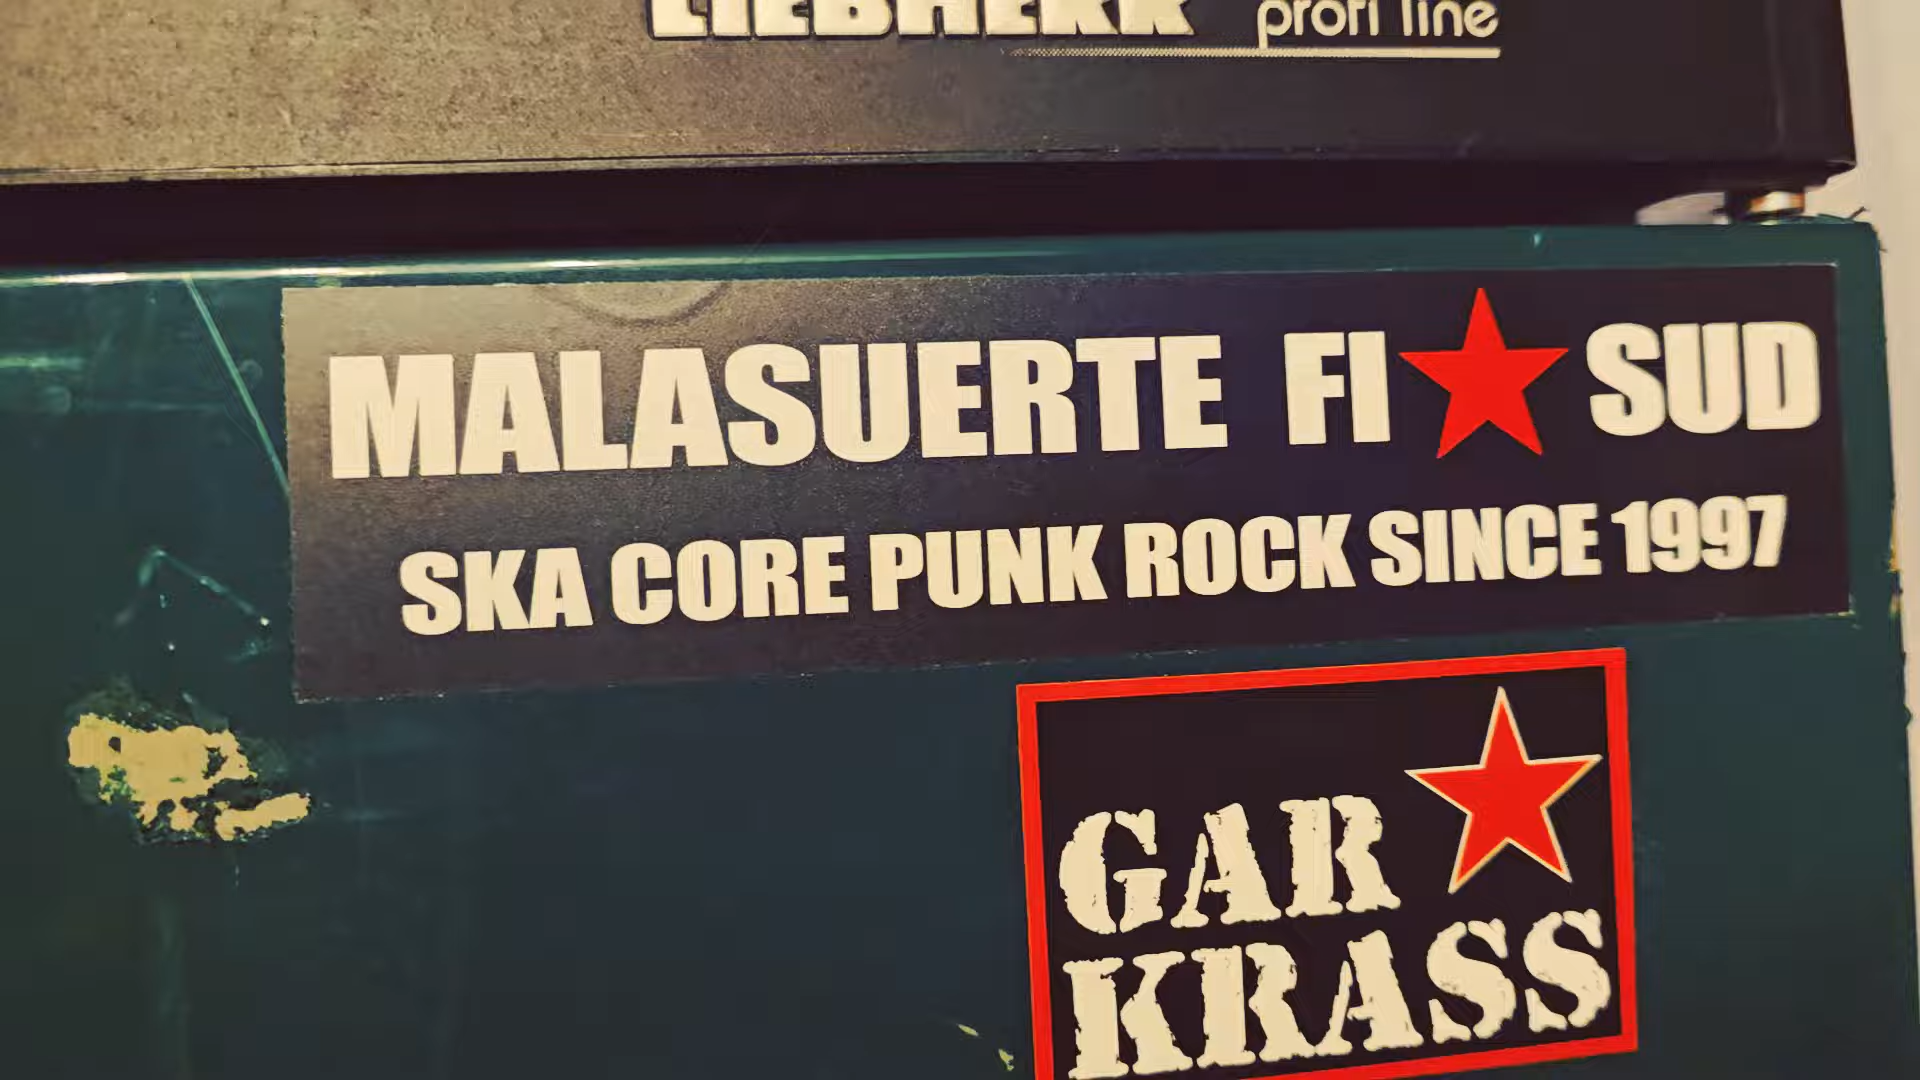 LIEBHERR profi line
MALASUERTE FI★SUD
SKA CORE PUNK ROCK SINCE 1997
GAR
KRASS